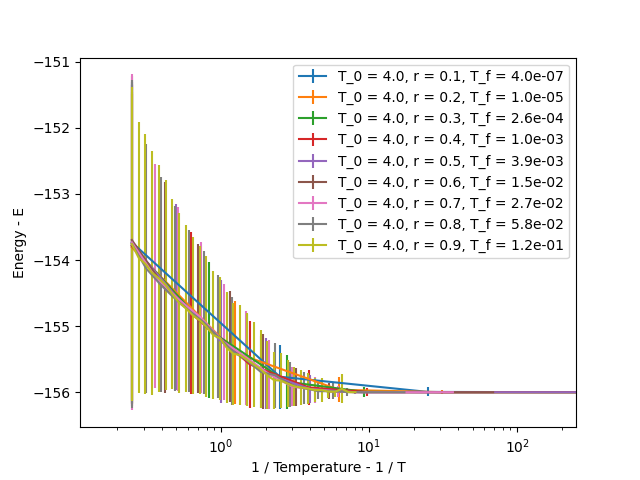 −151
−152
−153
−154
−155
−156
Energy - E
T_0 = 4.0, r = 0.1, T_f = 4.0e-07
T_0 = 4.0, r = 0.2, T_f = 1.0e-05
T_0 = 4.0, r = 0.3, T_f = 2.6e-04
T_0 = 4.0, r = 0.4, T_f = 1.0e-03
T_0 = 4.0, r = 0.5, T_f = 3.9e-03
T_0 = 4.0, r = 0.6, T_f = 1.5e-02
T_0 = 4.0, r = 0.7, T_f = 2.7e-02
T_0 = 4.0, r = 0.8, T_f = 5.8e-02
T_0 = 4.0, r = 0.9, T_f = 1.2e-01
10⁰ 10¹ 10²
1 / Temperature - 1 / T